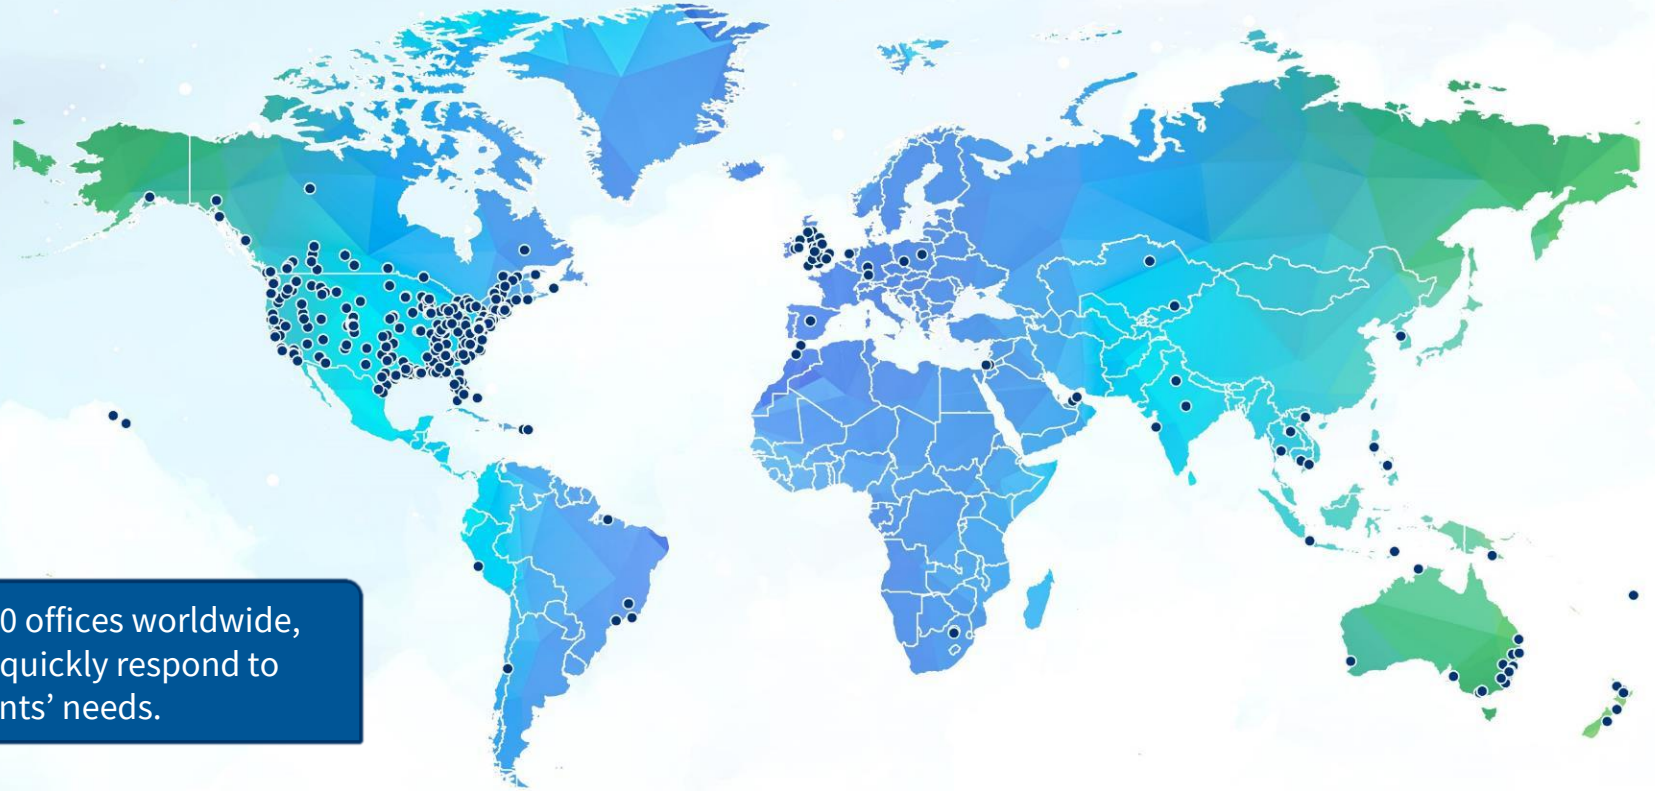 0 offices worldwide,
quickly respond to
nts’ needs.